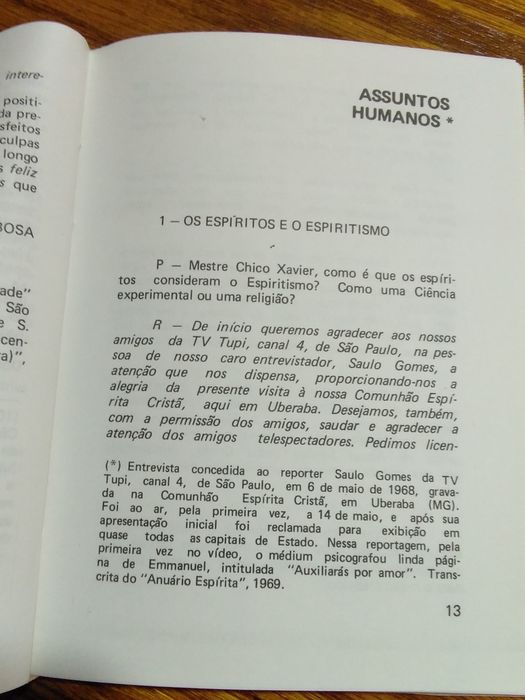 intere-
positi-
da pre-
sfeitos
culpas
longo
feliz
s que
BOSA
ade"
São
e S.
cen-
a)",
ASSUNTOS
HUMANOS *
1 — OS ESPÍRITOS E O ESPIRITISMO
P — Mestre Chico Xavier, como é que os espíri-
tos consideram o Espiritismo? Como uma Ciência
experimental ou uma religião?
R — De início queremos agradecer aos nossos
amigos da TV Tupi, canal 4, de São Paulo, na pes-
soa de nosso caro entrevistador, Saulo Gomes, a
atenção que nos dispensa, proporcionando-nos a
alegria da presente visita à nossa Comunhão Espí-
rita Cristã, aqui em Uberaba. Desejamos, também,
com a permissão dos amigos, saudar e agradecer a
atenção dos amigos telespectadores. Pedimos licen-
(*) Entrevista concedida ao reporter Saulo Gomes da TV
Tupi, canal 4, de São Paulo, em 6 de maio de 1968, grava-
da na Comunhão Espírita Cristã, em Uberaba (MG).
Foi ao ar, pela primeira vez, a 14 de maio, e após sua
apresentação inicial foi reclamada para exibição em
quase todas as capitais de Estado. Nessa reportagem, pela
primeira vez no vídeo, o médium psicografou linda pági-
na de Emmanuel, intitulada "Auxiliarás por amor". Trans-
crita do "Anuário Espírita", 1969.
13